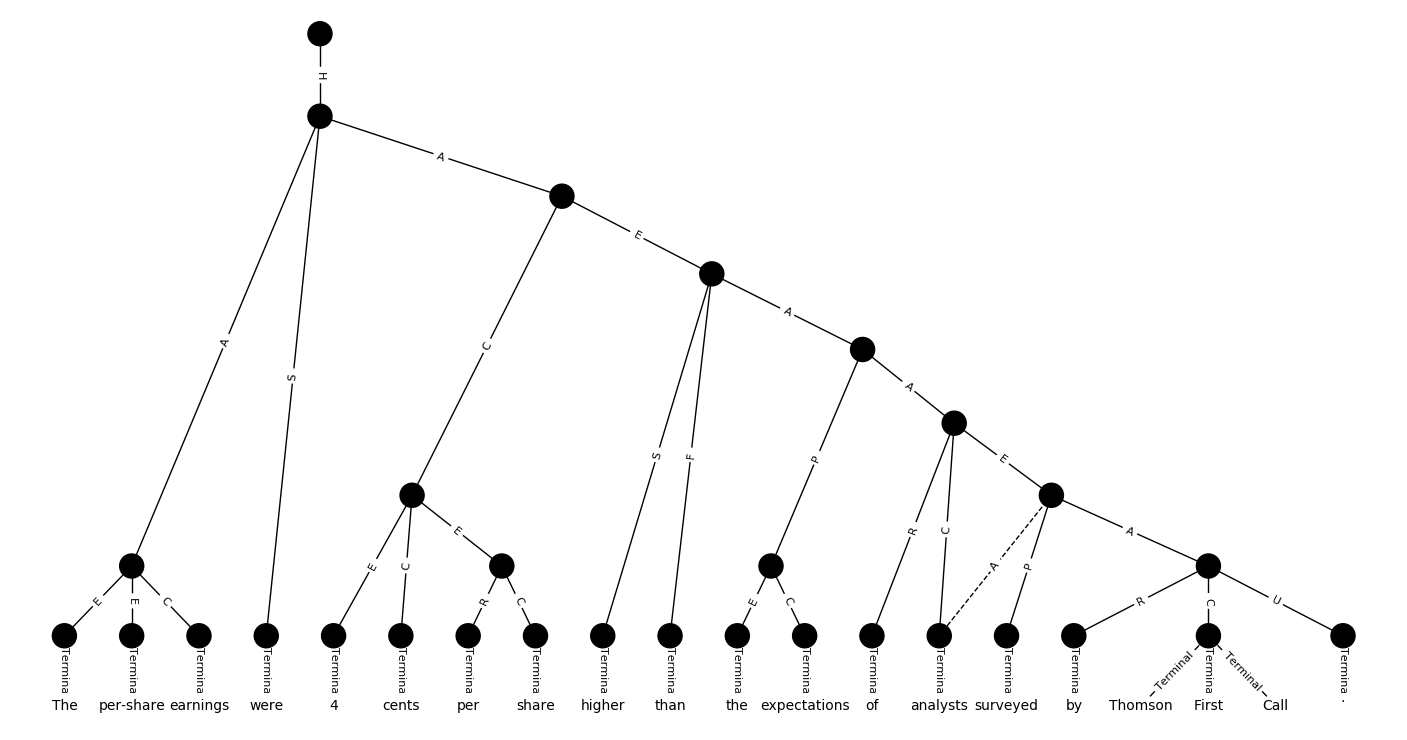 H
A
E
A
A
S
C
A
P
E
S
F
R
C
A
P
A
E
C
E
E
E
C
R
C
E
C
R
C
U
Termina Termina Termina Termina Termina Termina Termina Termina Termina Termina Termina Termina Termina Termina Termina Termina Terminal Termina Terminal Termina
The per-share earnings were 4 cents per share higher than the expectations of analysts surveyed by Thomson First Call .